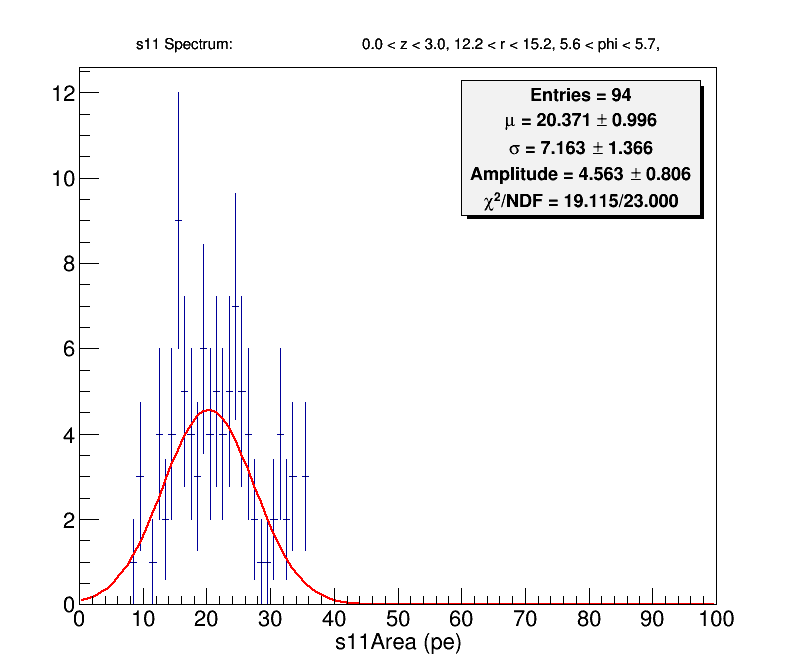 s11 Spectrum: 0.0 < z < 3.0, 12.2 < r < 15.2, 5.6 < phi < 5.7,
Entries = 94
μ = 20.371 ± 0.996
σ = 7.163 ± 1.366
Amplitude = 4.563 ± 0.806
χ²/NDF = 19.115/23.000
12
10
8
6
4
2
0
0 10 20 30 40 50 60 70 80 90 100
s11Area (pe)